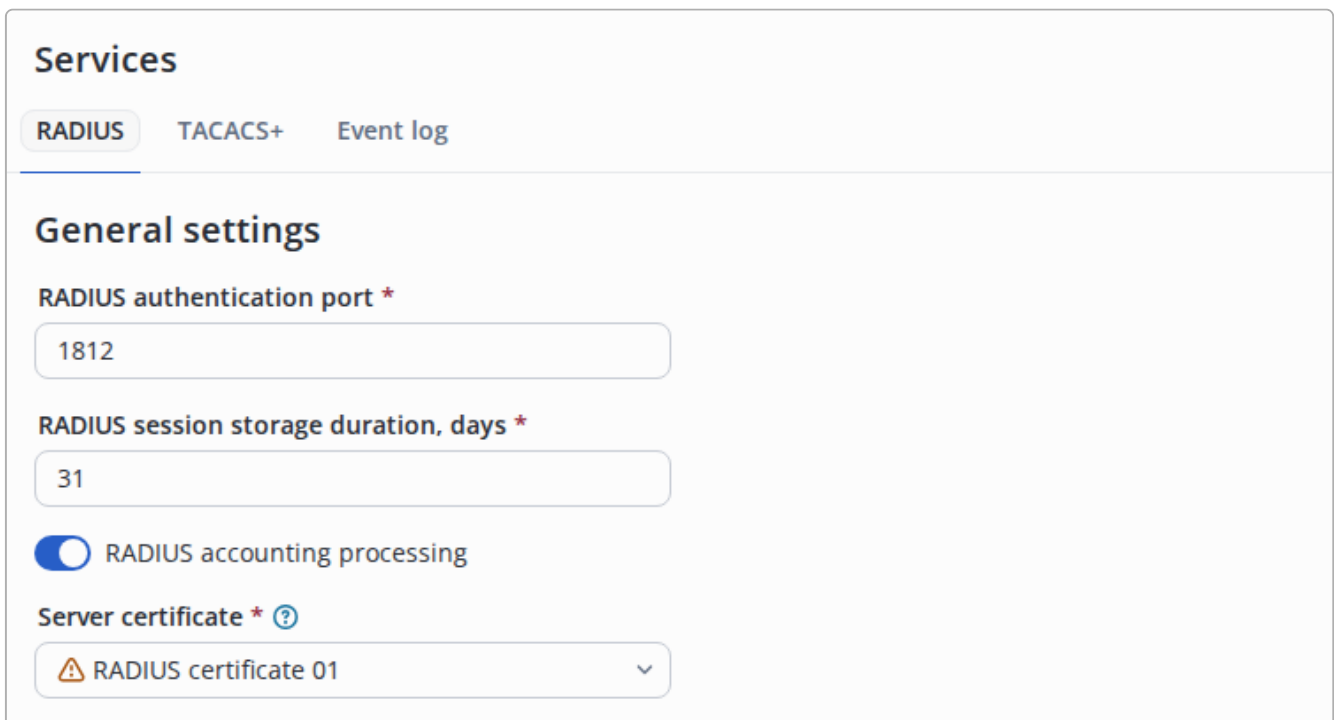 Services
RADIUS TACACS+ Event log
General settings
RADIUS authentication port *
1812
RADIUS session storage duration, days *
31
RADIUS accounting processing
Server certificate * ?
RADIUS certificate 01